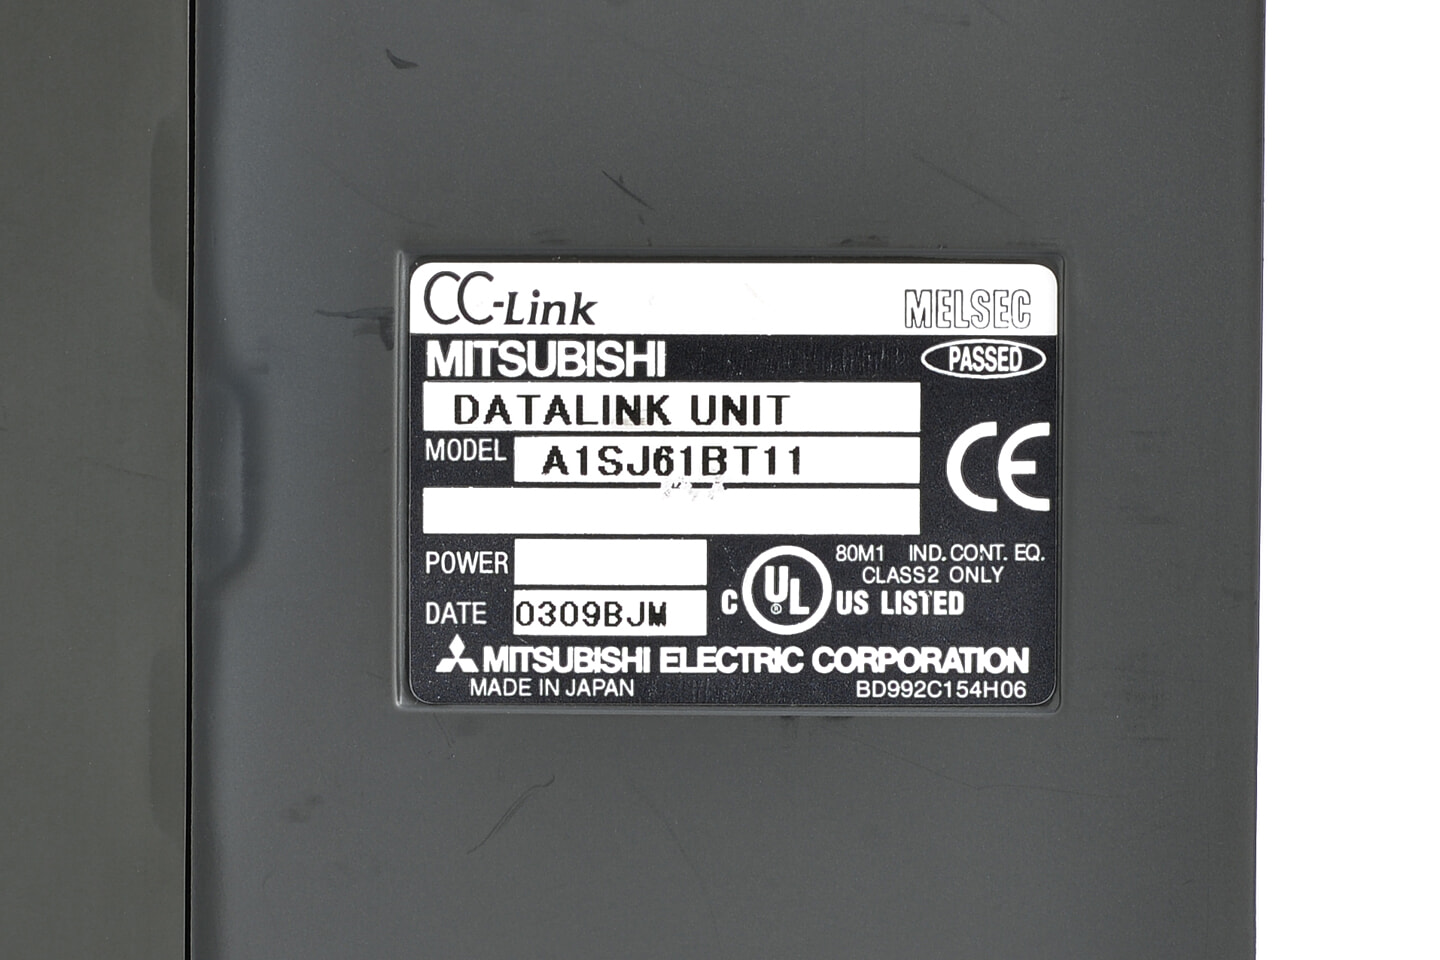 CC-Link MELSEC
MITSUBISHI PASSED
DATALINK UNIT
MODEL A1SJ61BT11
CE
POWER
80M1 IND. CONT. EQ.
CLASS2 ONLY
C UL ® US LISTED
DATE 0309BJM
MITSUBISHI ELECTRIC CORPORATION
MADE IN JAPAN BD992C154H06